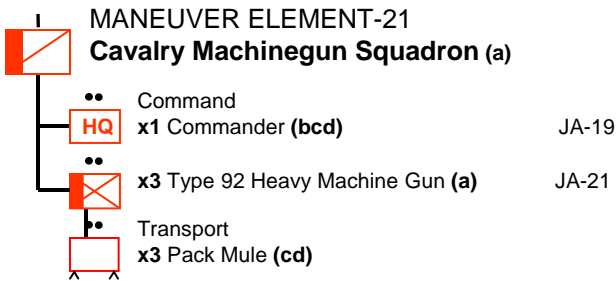 MANEUVER ELEMENT-21
Cavalry Machinegun Squadron (a)
Command
HQ x1 Commander (bcd) JA-19
x3 Type 92 Heavy Machine Gun (a) JA-21
Transport
x3 Pack Mule (cd)